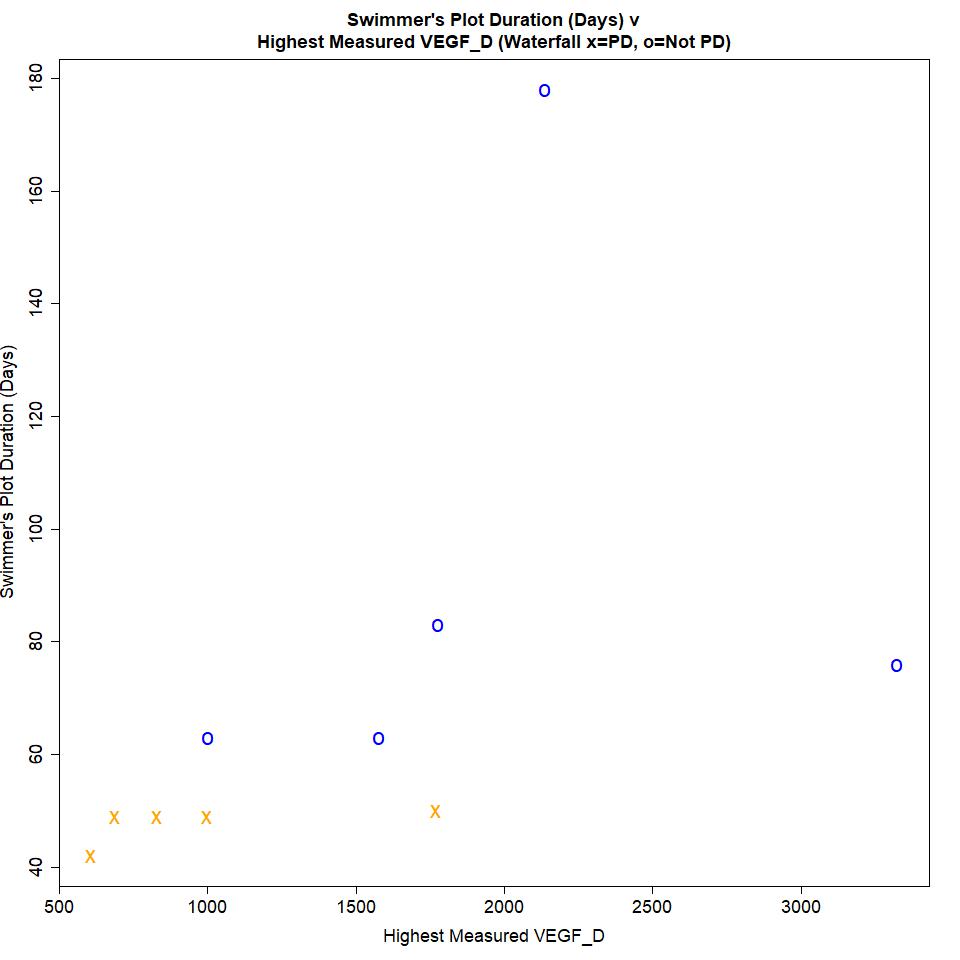 Swimmer's Plot Duration (Days) v
Highest Measured VEGF_D (Waterfall x=PD, o=Not PD)
Swimmer's Plot Duration (Days)
180
160
140
120
100
80
60
40
o
o
o
o
o
x
x
x
x
x
500 1000 1500 2000 2500 3000
Highest Measured VEGF_D